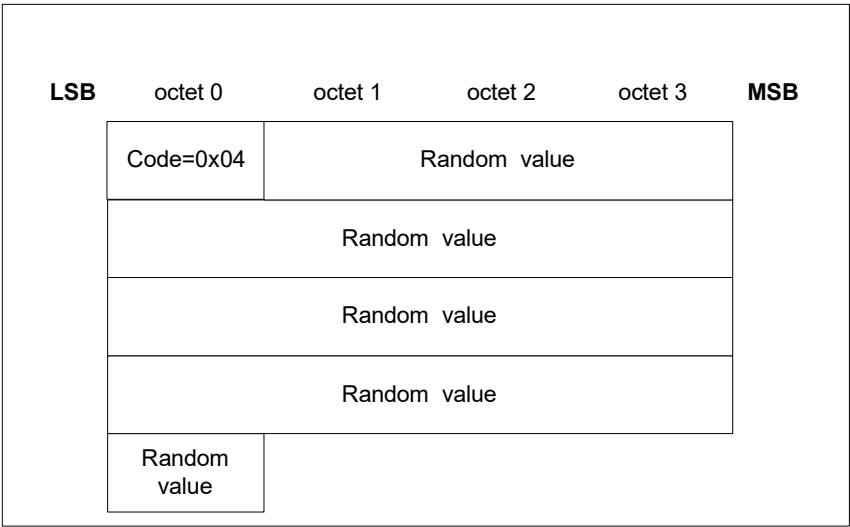 LSB octet 0 octet 1 octet 2 octet 3 MSB
Code=0x04 Random value
Random value
Random value
Random value
Random
value